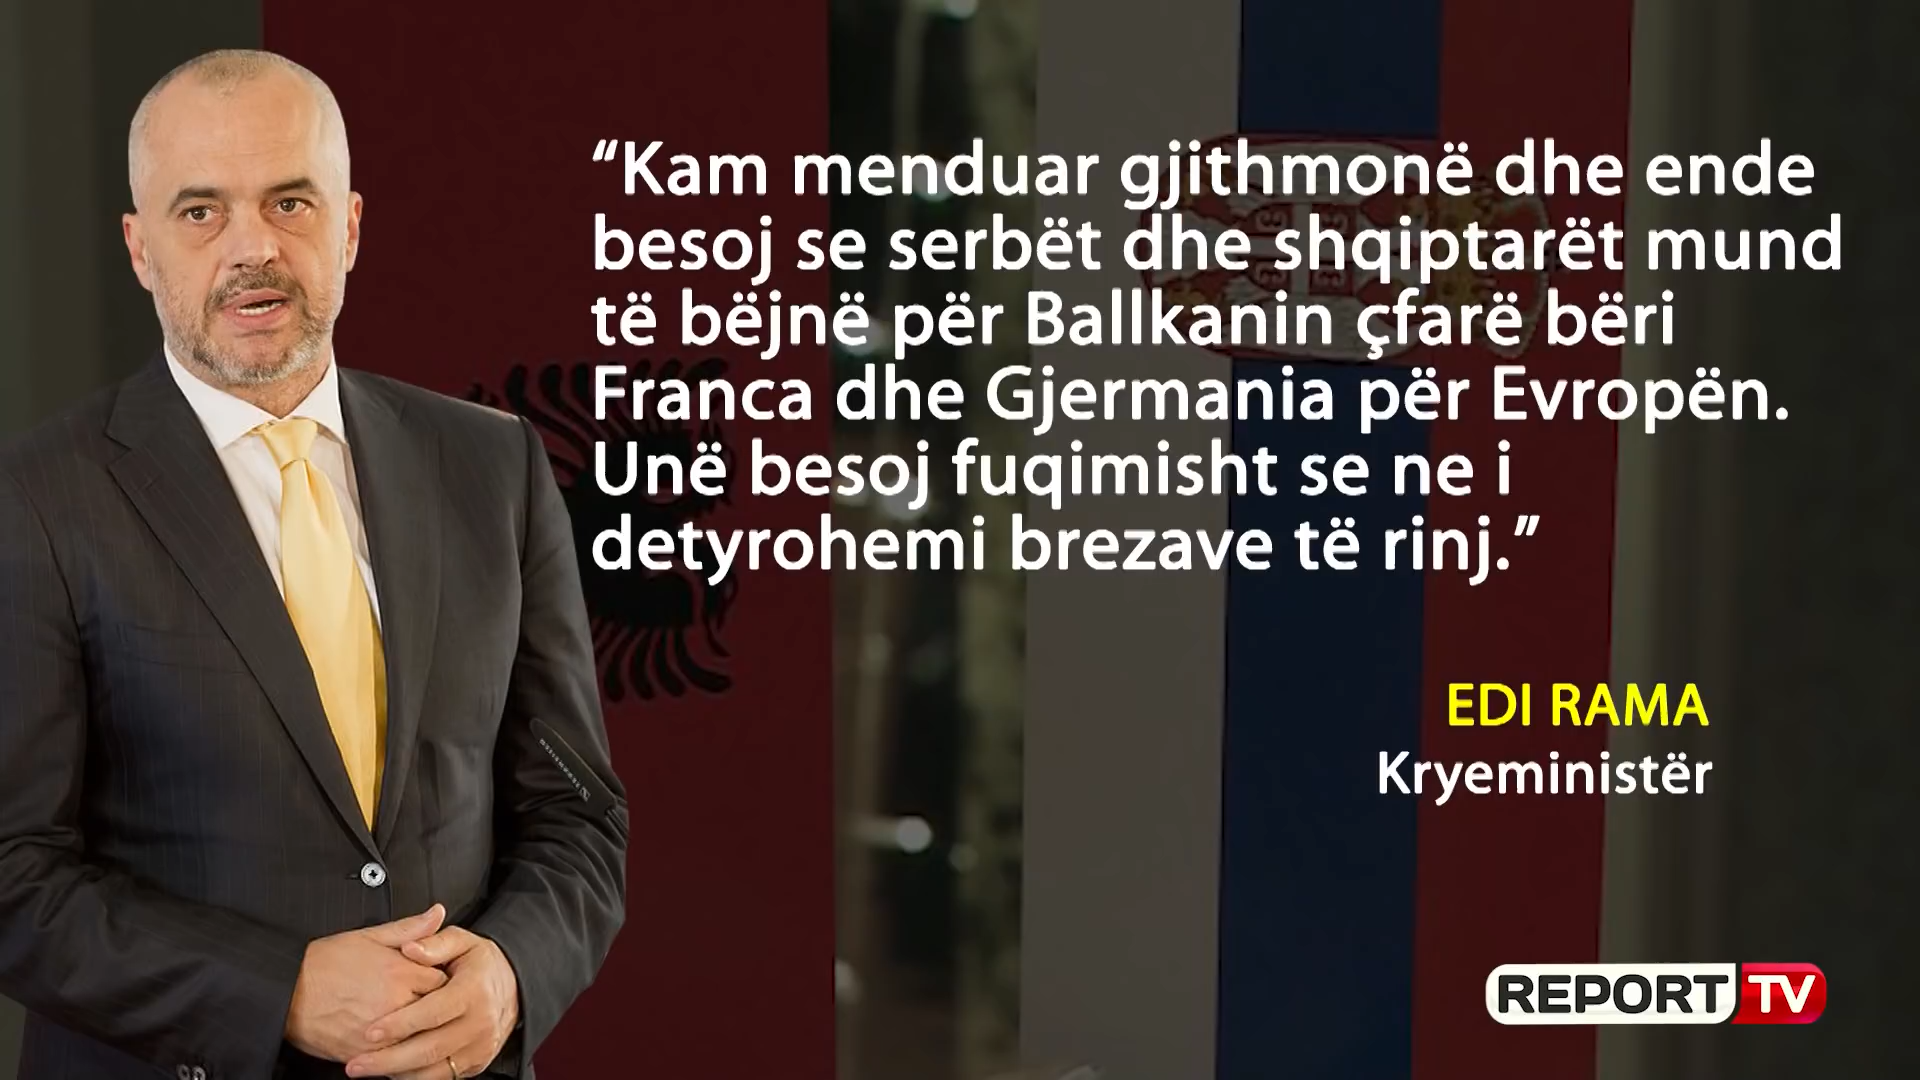 “Kam menduar gjithmonë dhe ende
besoj se serbët dhe shqiptarët mund
të bëjnë për Ballkanin çfarë bëri
Franca dhe Gjermania për Evropën.
Unë besoj fuqimisht se ne i
detyrohemi brezave të rinj.”
EDI RAMA
Kryeministër
REPORT TV